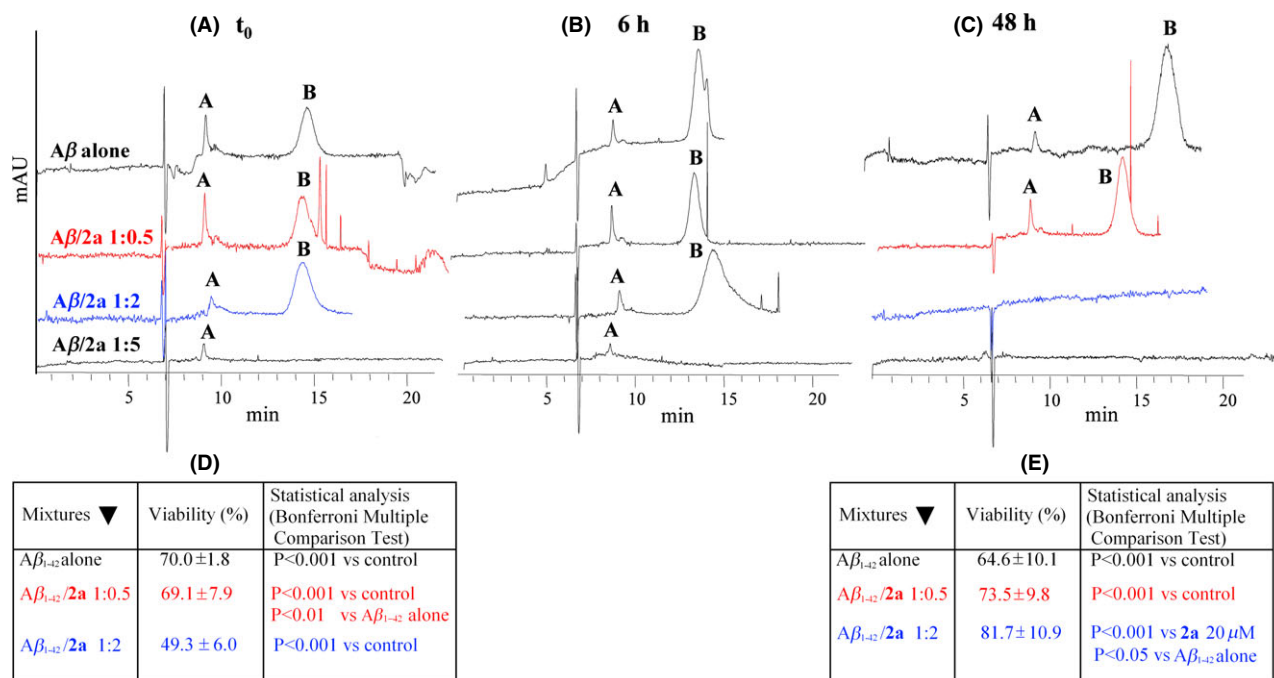 (A) t₀
(B) 6 h
(C) 48 h
B
B
B
A
A
A
Aβ alone
mAU
A
B
A
B
A
B
Aβ/2a 1:0.5
A
B
A
B
Aβ/2a 1:2
A
Aβ/2a 1:5
A
5 10 15 20
min
5 10 15 20
min
5 10 15 20
min
(D)
Mixtures ▼ Viability (%) Statistical analysis
(Bonferroni Multiple
Comparison Test)
Aβ₁₋₄₂ alone 70.0 ±1.8 P<0.001 vs control
Aβ₁₋₄₂ /2a 1:0.5 69.1±7.9 P<0.001 vs control
P<0.01 vs Aβ₁₋₄₂ alone
Aβ₁₋₄₂ /2a 1:2 49.3 ± 6.0 P<0.001 vs control
(E)
Mixtures ▼ Viability (%) Statistical analysis
(Bonferroni Multiple
Comparison Test)
Aβ₁₋₄₂ alone 64.6±10.1 P<0.001 vs control
Aβ₁₋₄₂ /2a 1:0.5 73.5±9.8 P<0.001 vs control
Aβ₁₋₄₂ /2a 1:2 81.7±10.9 P<0.001 vs 2a 20 μM
P<0.05 vs Aβ₁₋₄₂ alone